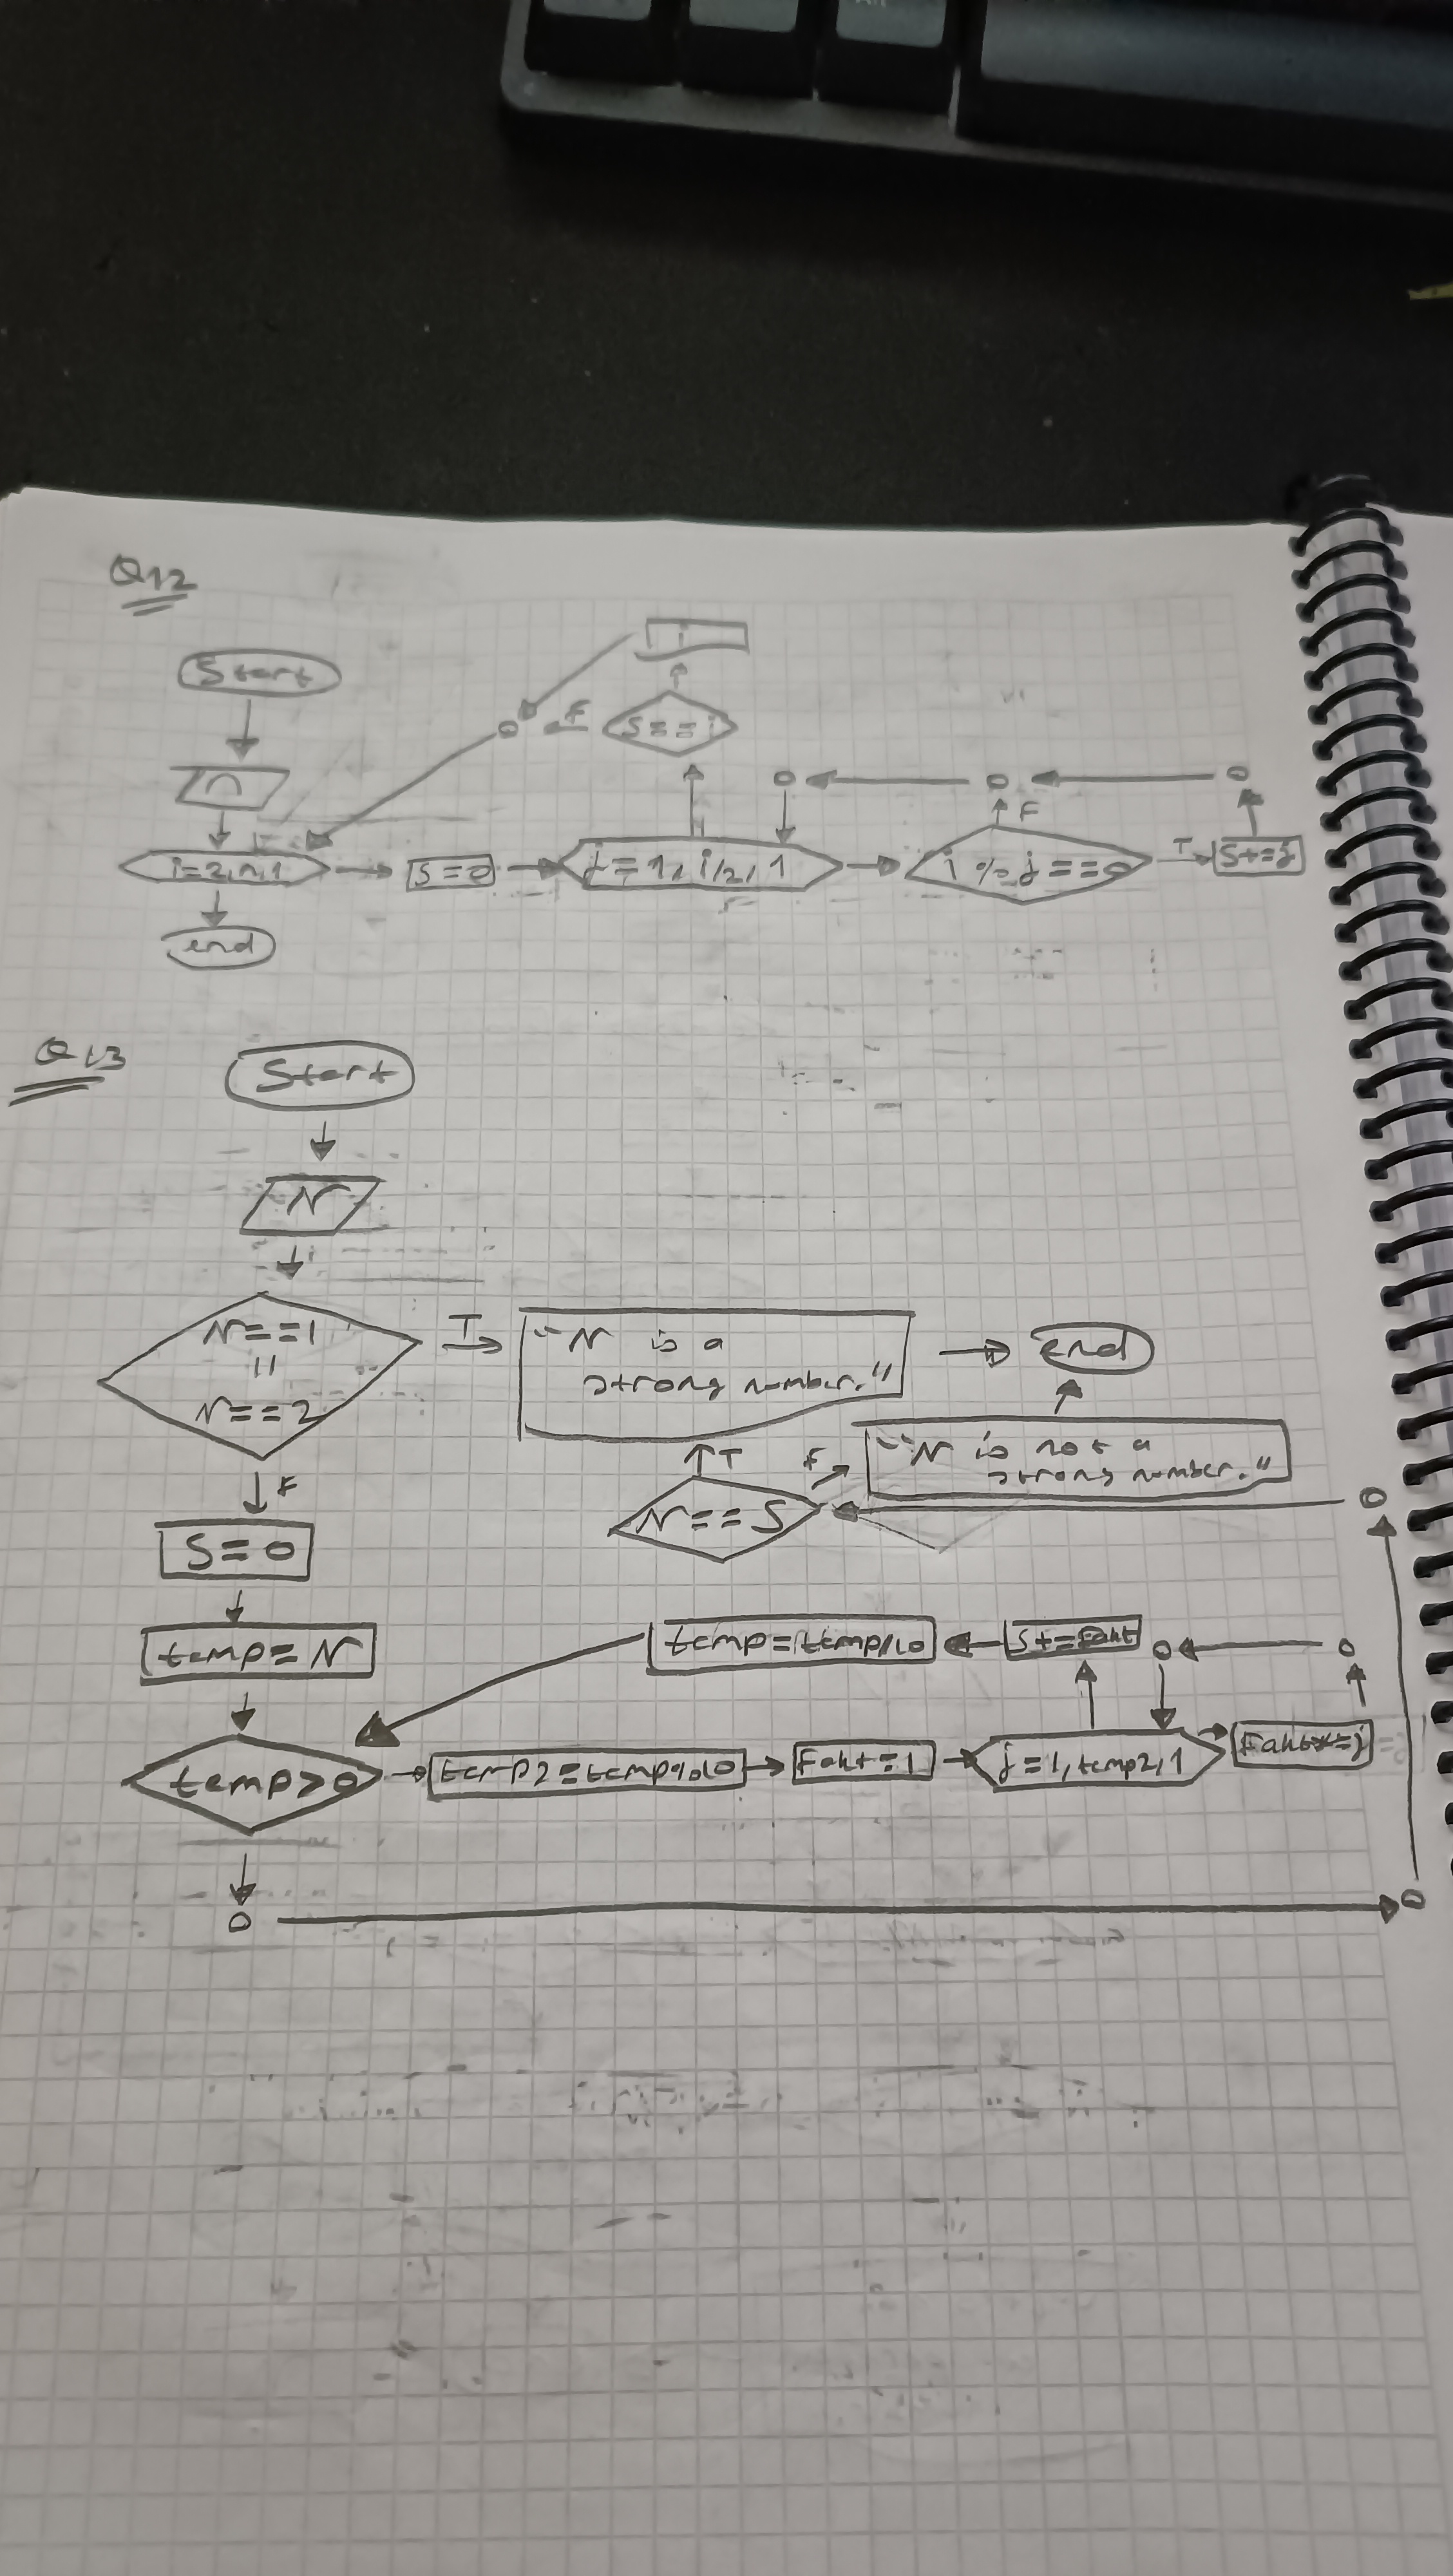 Q12
Start
n
i=2,n,1
end
S=0
j=1,i/2,1
i%j==0
F
T
S+=j
S==i
F
i
Q13
Start
N
N==1
||
N==2
T
"N is a
strong number."
end
F
S=0
temp=N
temp>0
temp2=temp%10
Fakt=1
j=1,temp2,1
Fakt*=j
S+=Fakt
temp=temp/10
N==S
T
F
"N is not a
strong number."